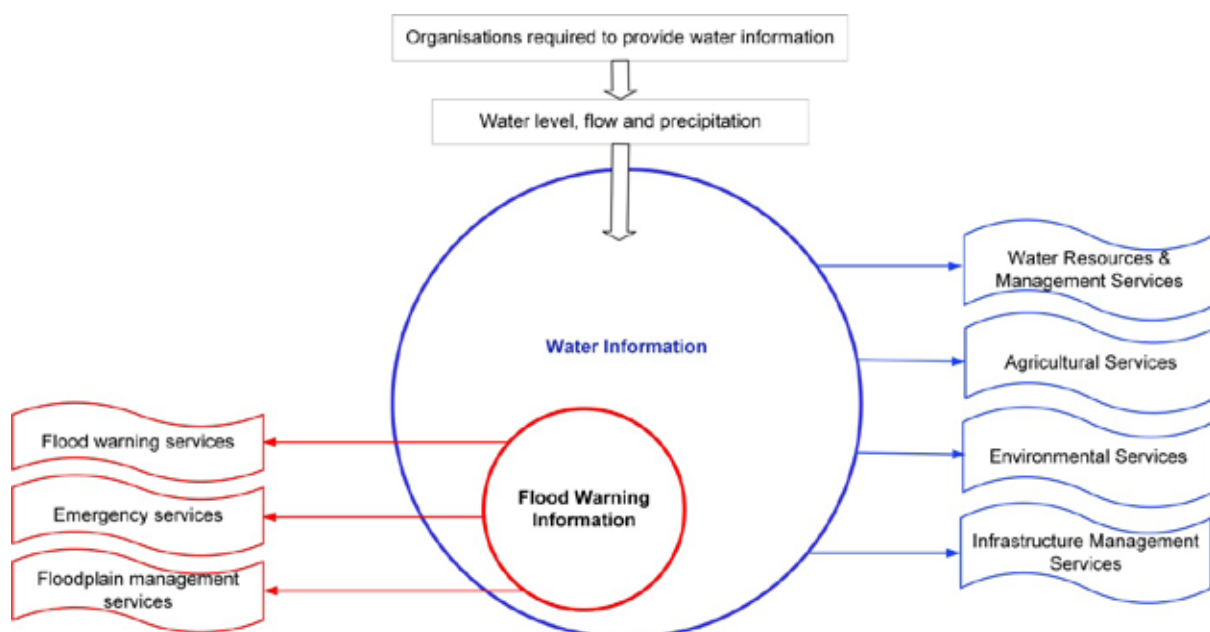 Organisations required to provide water information
Water level, flow and precipitation
Water Information
Flood Warning
Information
Flood warning services
Emergency services
Floodplain management
services
Water Resources &
Management Services
Agricultural Services
Environmental Services
Infrastructure Management
Services